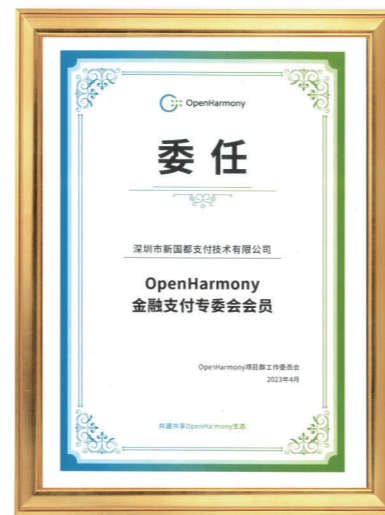 OpenHarmony
委任
深圳市新国都支付技术有限公司
OpenHarmony
金融支付专委会会员
OpenHarmony项目群工作委员会
2023年4月
共建共享OpenHarmony生态